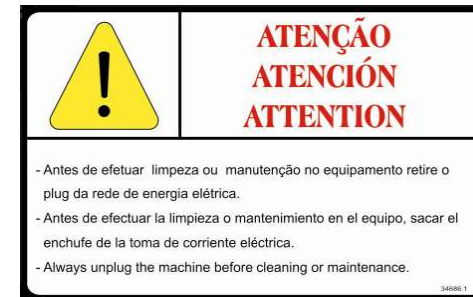 ATENÇÃO
ATENCIÓN
ATTENTION
- Antes de efetuar limpeza ou manutenção no equipamento retire o
plug da rede de energia elétrica.
- Antes de efectuar la limpieza o mantenimiento en el equipo, sacar el
enchufe de la toma de corriente eléctrica.
- Always unplug the machine before cleaning or maintenance.
34686.1